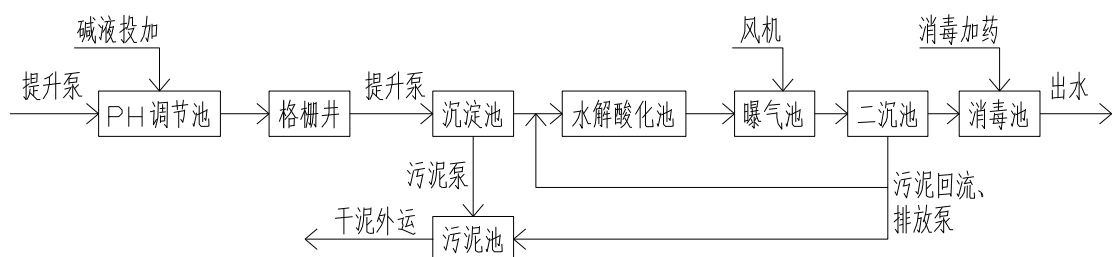 碱液投加
风机
消毒加药
提升泵
PH调节池
格栅井
提升泵
沉淀池
水解酸化池
曝气池
二沉池
消毒池
出水
污泥泵
污泥回流、
排放泵
干泥外运
污泥池